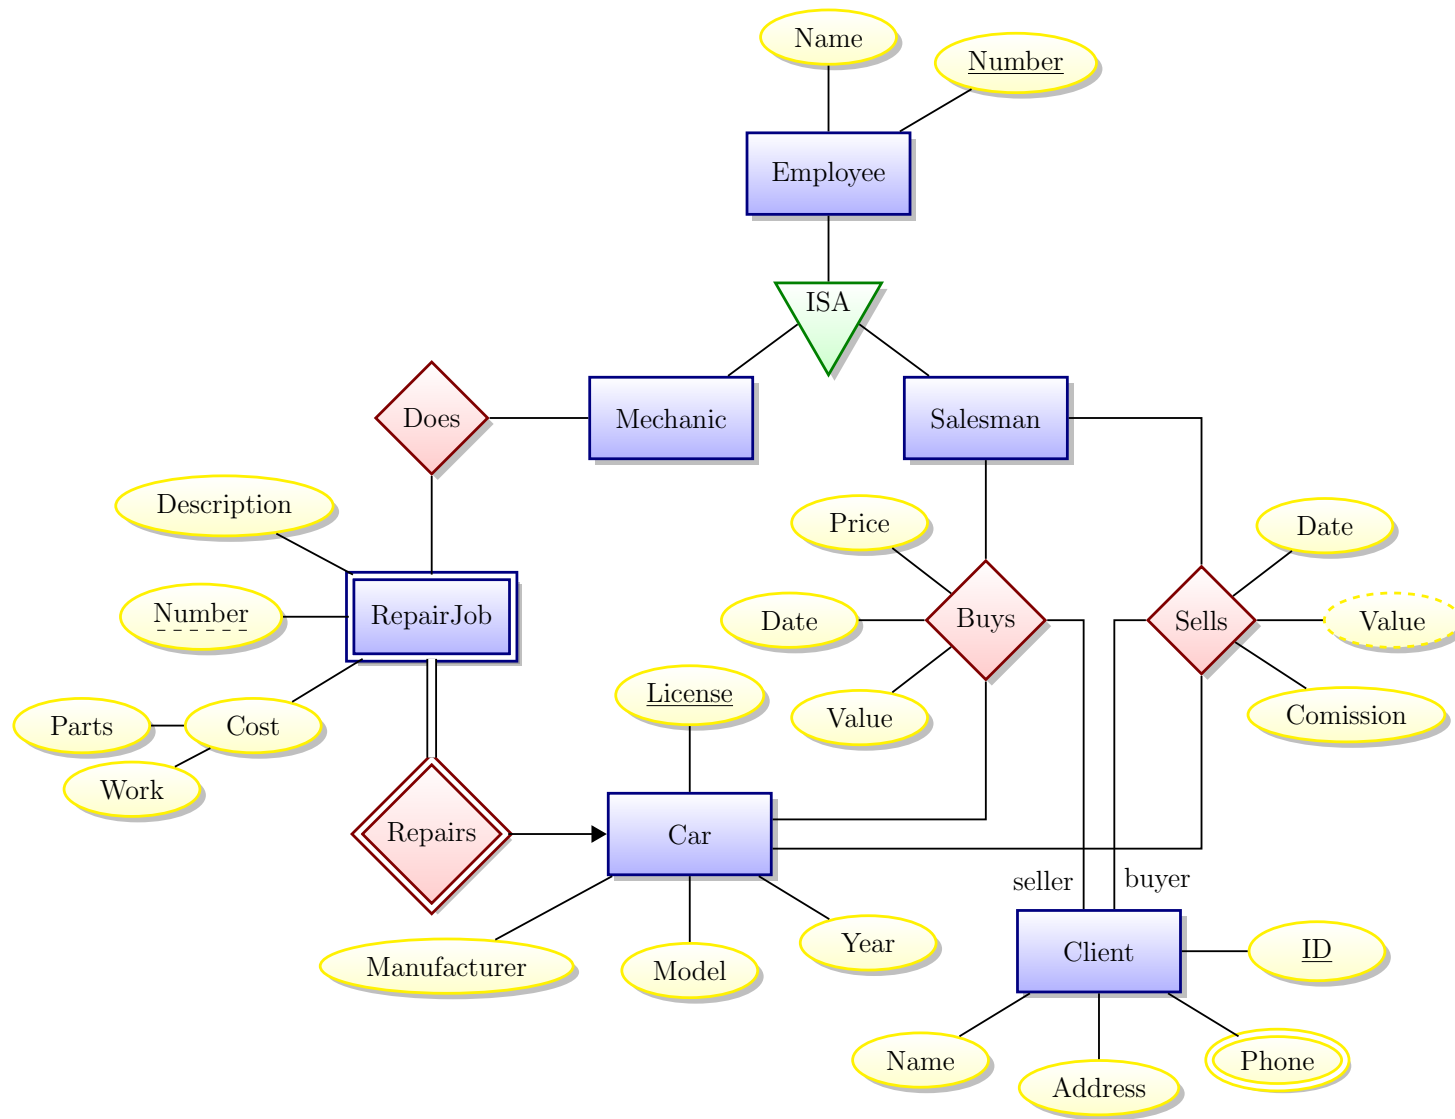 Name
Number
Employee
ISA
Does
Mechanic
Salesman
Description
Price
Date
Number
RepairJob
Date
Buys
Sells
Value
License
Value
Comission
Parts
Cost
Work
Repairs
Car
seller
buyer
Manufacturer
Model
Year
Client
ID
Name
Address
Phone